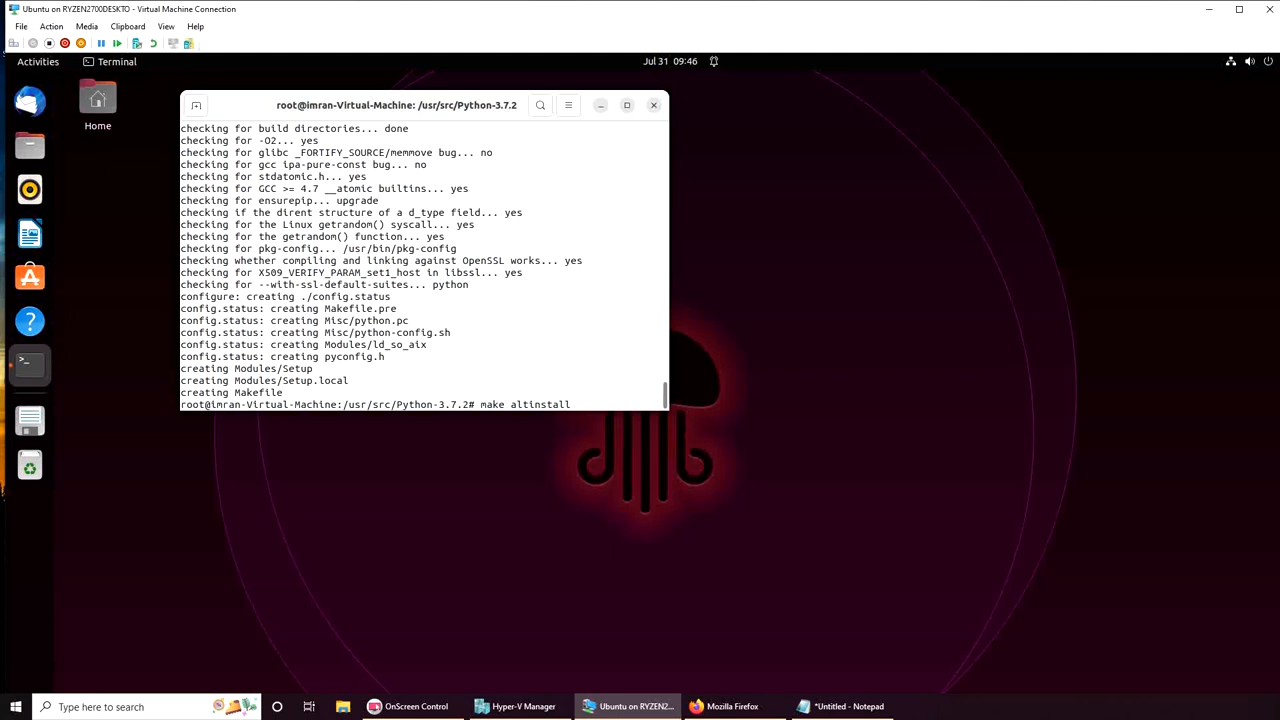 Ubuntu on RYZEN2700DESKTO - Virtual Machine Connection
File Action Media Clipboard View Help
Activities Terminal Jul 31 09:46
Home
root@imran-Virtual-Machine: /usr/src/Python-3.7.2
checking for build directories... done
checking for -O2... yes
checking for glibc _FORTIFY_SOURCE/memmove bug... no
checking for gcc ipa-pure-const bug... no
checking for stdatomic.h... yes
checking for GCC >= 4.7 __atomic builtins... yes
checking for ensurepip... upgrade
checking if the dirent structure of a d_type field... yes
checking for the Linux getrandom() syscall... yes
checking for the getrandom() function... yes
checking for pkg-config... /usr/bin/pkg-config
checking whether compiling and linking against OpenSSL works... yes
checking for X509_VERIFY_PARAM_set1_host in libssl... yes
checking for --with-ssl-default-suites... python
configure: creating ./config.status
config.status: creating Makefile.pre
config.status: creating Misc/python.pc
config.status: creating Misc/python-config.sh
config.status: creating Modules/ld_so_aix
config.status: creating pyconfig.h
creating Modules/Setup
creating Modules/Setup.local
creating Makefile
root@imran-Virtual-Machine:/usr/src/Python-3.7.2# make altinstall
Type here to search
OnScreen Control
Hyper-V Manager
Ubuntu on RYZEN2...
Mozilla Firefox
*Untitled - Notepad